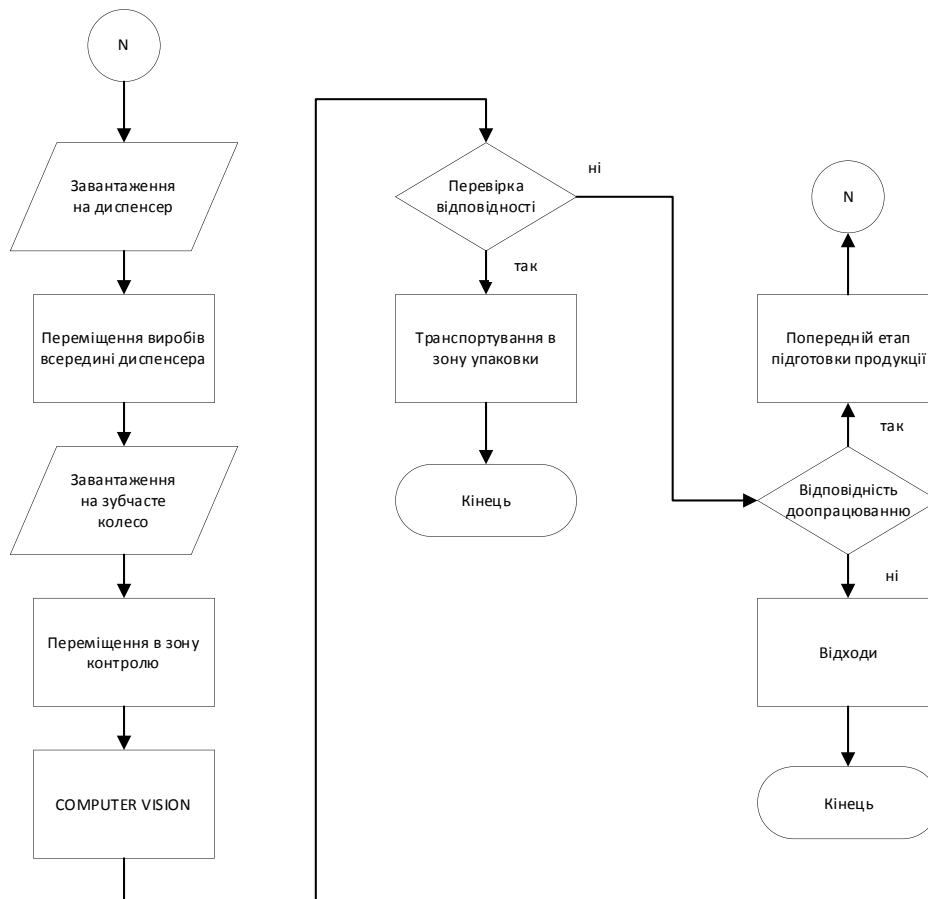 N
Завантаження
на диспенсер
Переміщення виробів
всередині диспенсера
Завантаження
на зубчасте
колесо
Переміщення в зону
контролю
COMPUTER VISION
Перевірка
відповідності
ні
так
Транспортування в
зону упаковки
Кінець
N
Попередній етап
підготовки продукції
так
Відповідність
доопрацюванню
ні
Відходи
Кінець